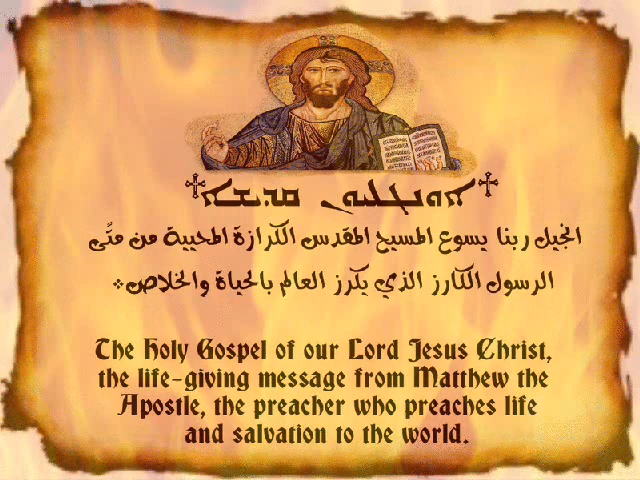 ܐܘܢܓܠܝܘܢ ܩܕܝܫܐ
انجيل ربنا يسوع المسيح المقدس الكرازة المحيية من متَّى
الرسول الكارز الذي يكرز العالم بالحياة والخلاص܀
The Holy Gospel of our Lord Jesus Christ,
the life-giving message from Matthew the
Apostle, the preacher who preaches life
and salvation to the world.